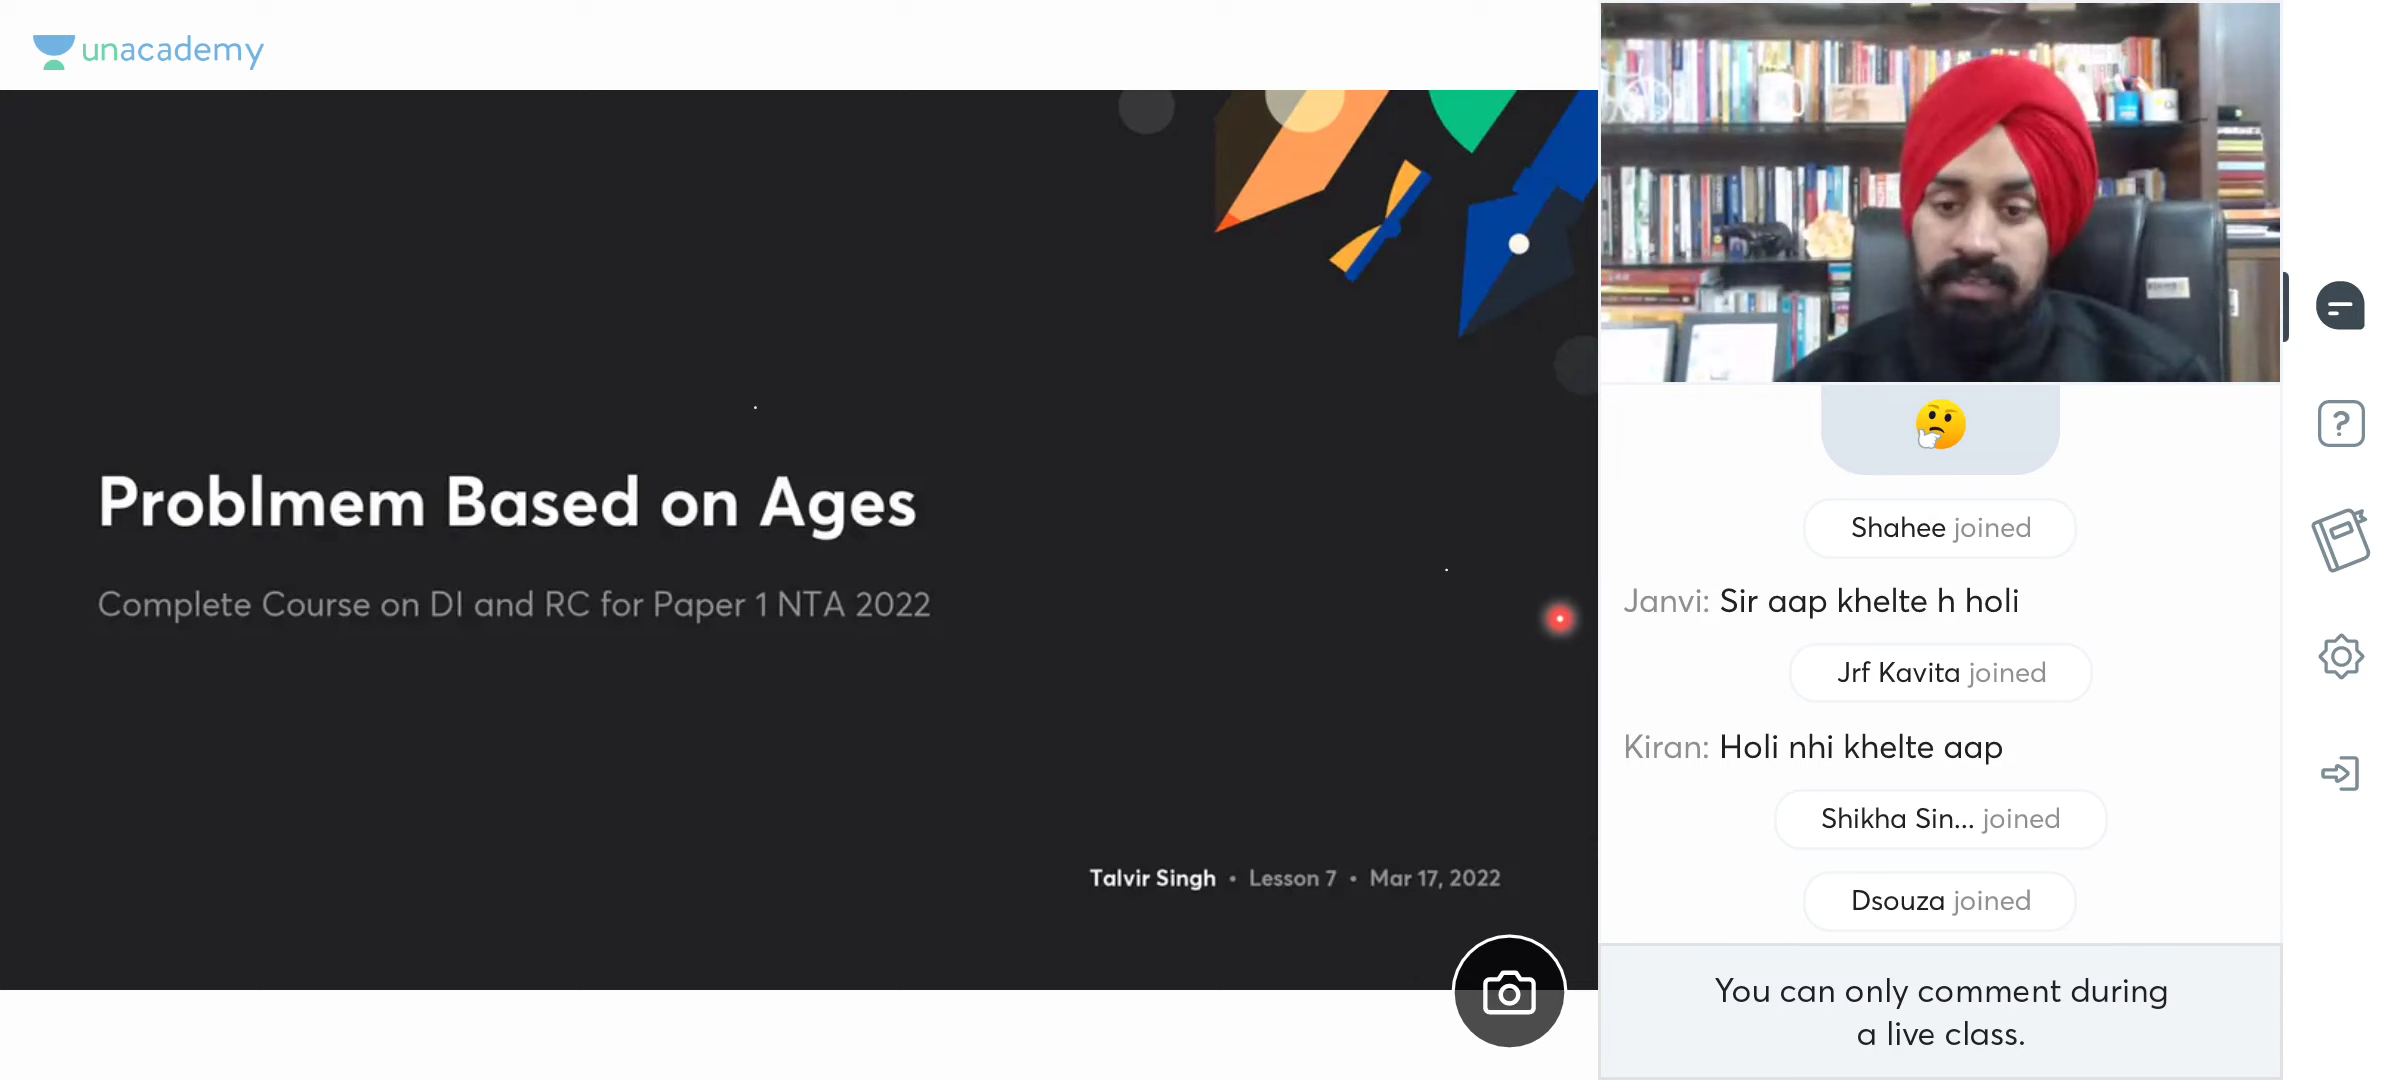 unacademy
Problmem Based on Ages
Complete Course on DI and RC for Paper 1 NTA 2022
Talvir Singh • Lesson 7 • Mar 17, 2022
Shahee joined
Janvi: Sir aap khelte h holi
Jrf Kavita joined
Kiran: Holi nhi khelte aap
Shikha Sin... joined
Dsouza joined
You can only comment during
a live class.